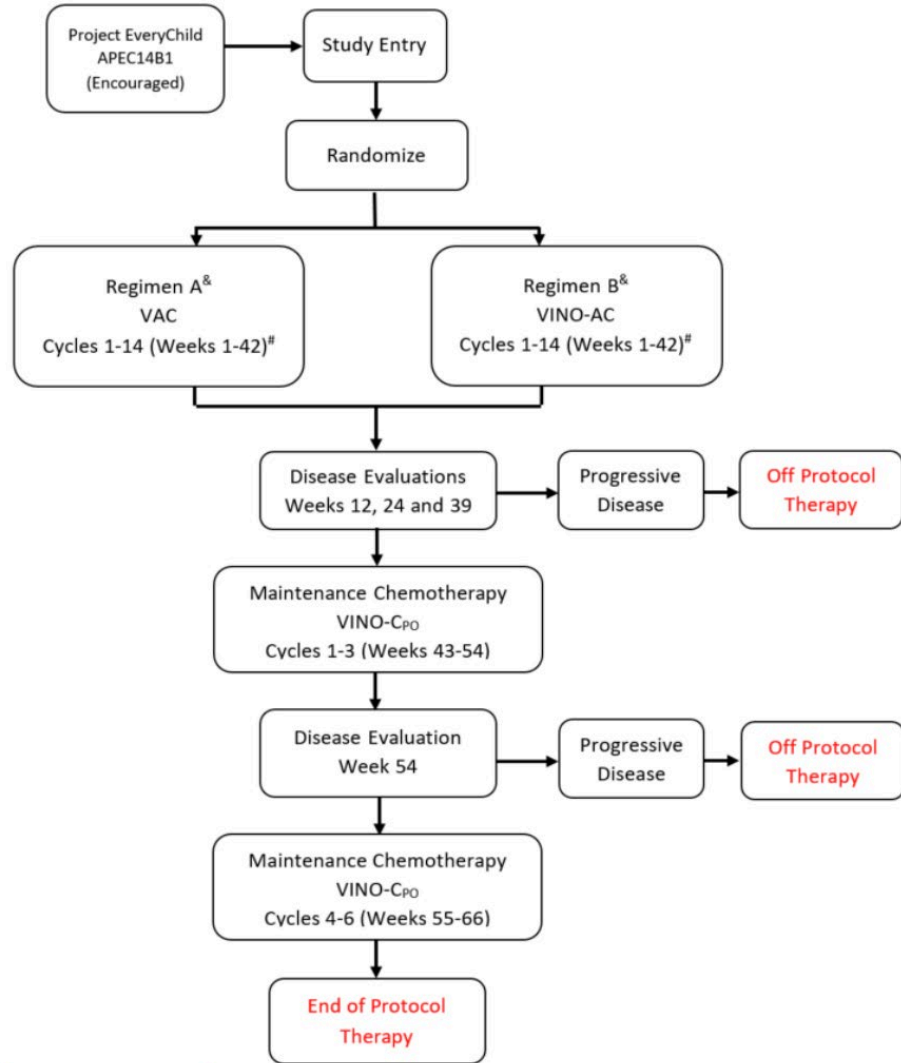 Project EveryChild
APEC14B1
(Encouraged)
Study Entry
Randomize
Regimen A&
VAC
Cycles 1-14 (Weeks 1-42)#
Regimen B&
VINO-AC
Cycles 1-14 (Weeks 1-42)#
Disease Evaluations
Weeks 12, 24 and 39
Progressive
Disease
Off Protocol
Therapy
Maintenance Chemotherapy
VINO-CPO
Cycles 1-3 (Weeks 43-54)
Disease Evaluation
Week 54
Progressive
Disease
Off Protocol
Therapy
Maintenance Chemotherapy
VINO-CPO
Cycles 4-6 (Weeks 55-66)
End of Protocol
Therapy